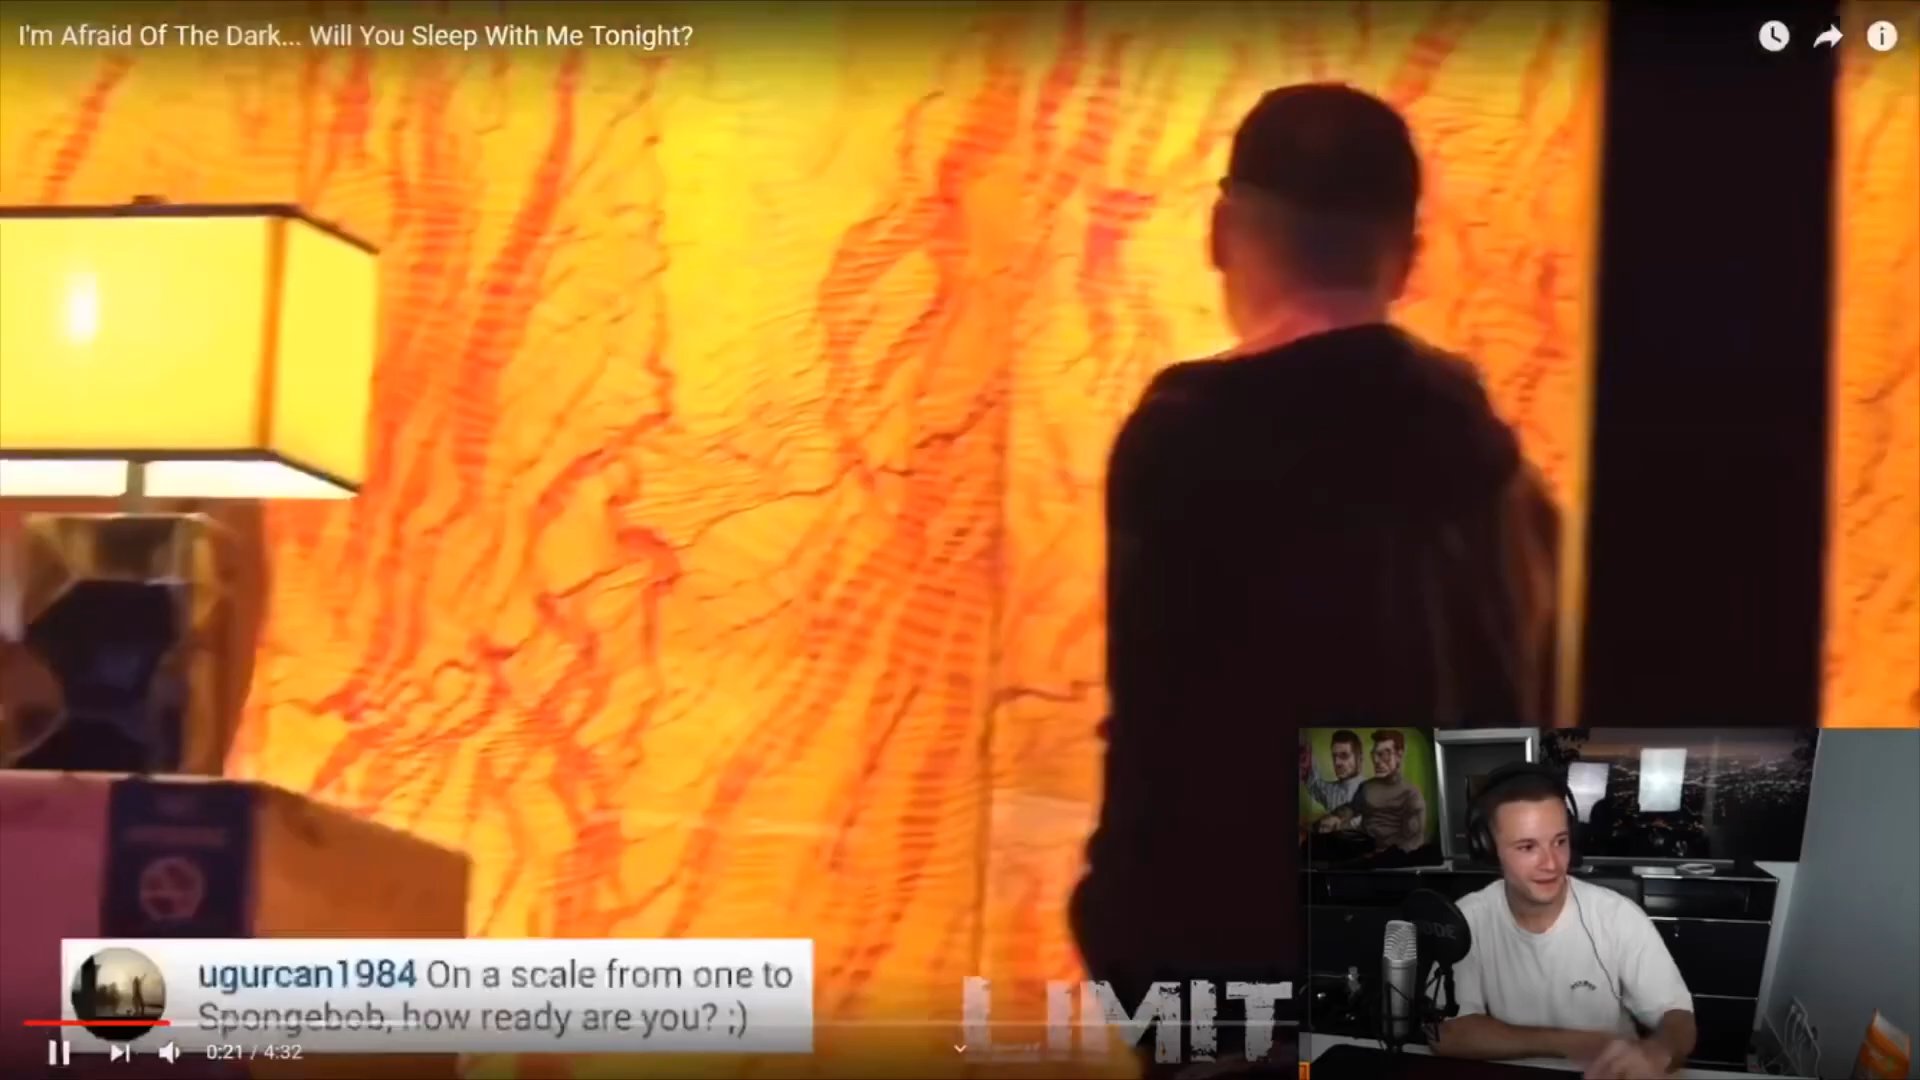 I'm Afraid Of The Dark... Will You Sleep With Me Tonight?
ugurcan1984 On a scale from one to
Spongebob, how ready are you? ;)
LIMIT
0:21 / 4:32